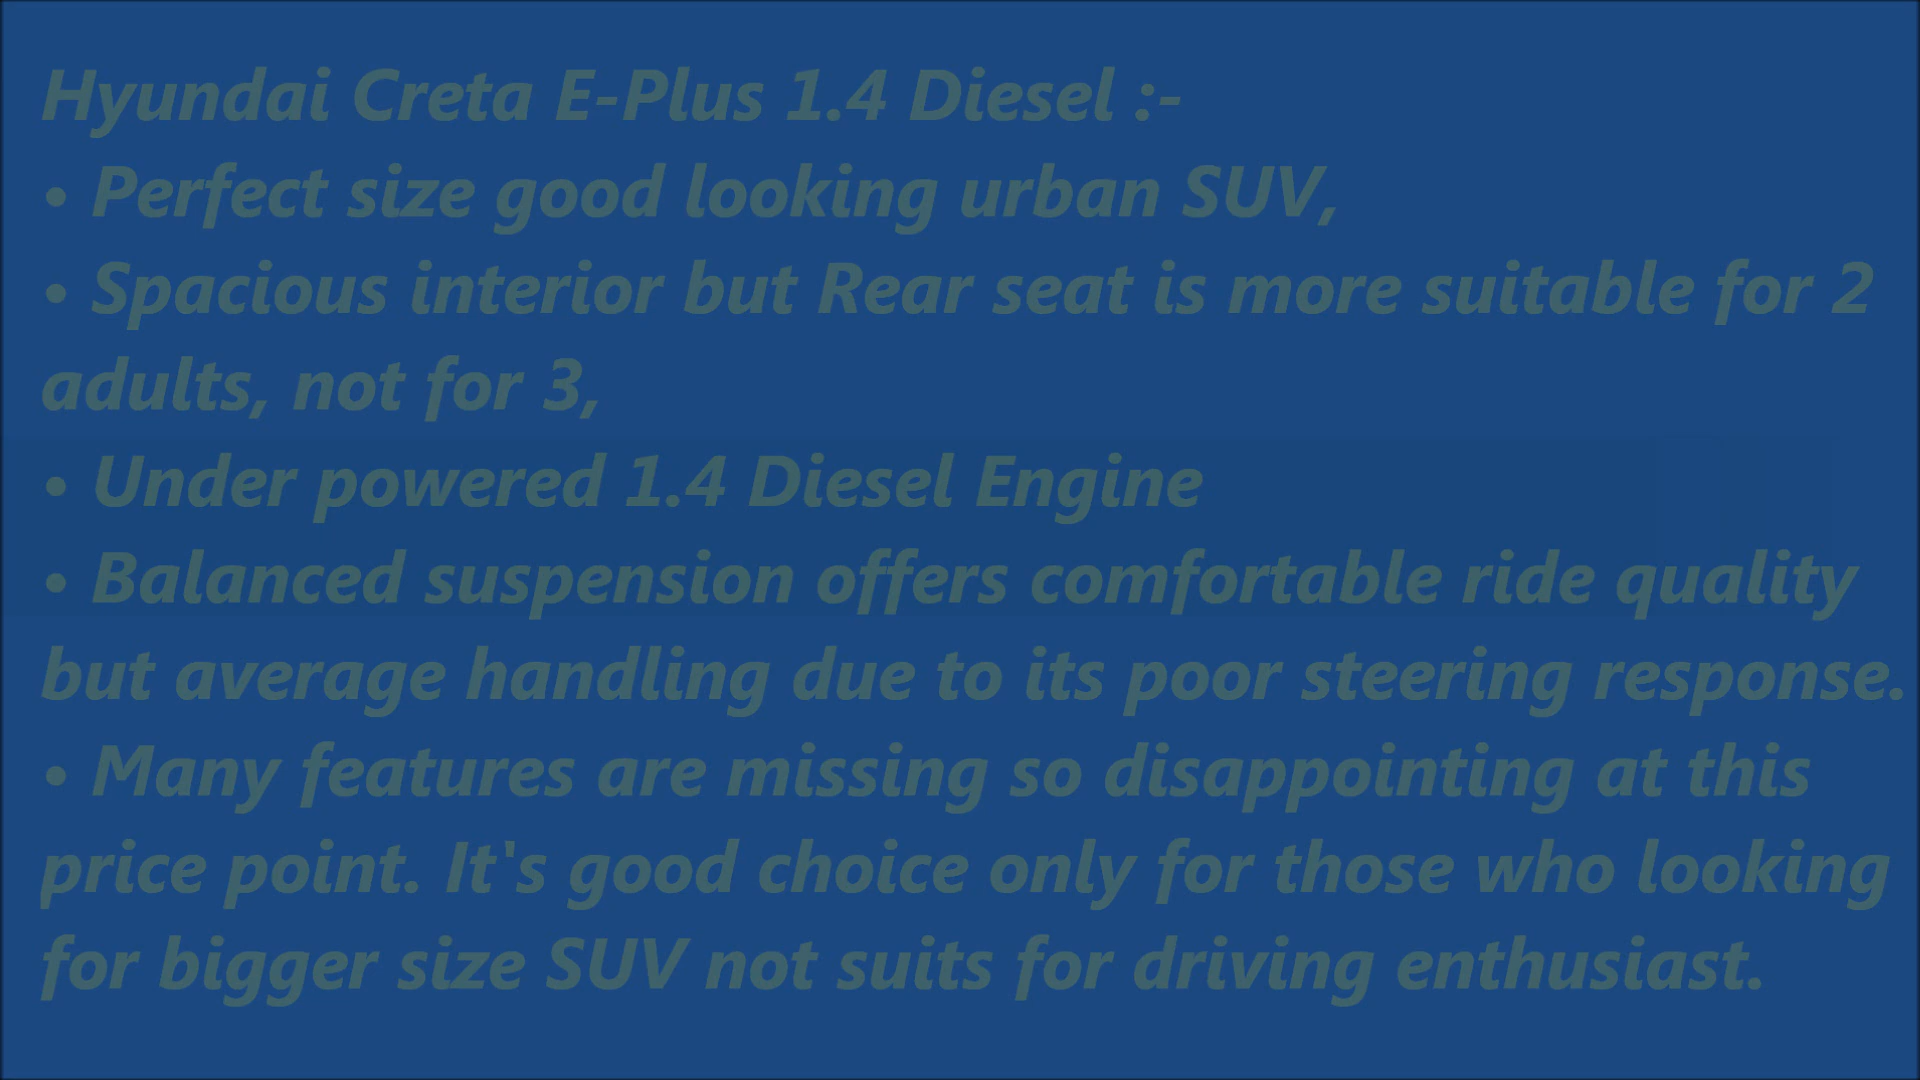 Hyundai Creta E-Plus 1.4 Diesel :-
• Perfect size good looking urban SUV,
• Spacious interior but Rear seat is more suitable for 2
adults, not for 3,
• Under powered 1.4 Diesel Engine
• Balanced suspension offers comfortable ride quality
but average handling due to its poor steering response.
• Many features are missing so disappointing at this
price point. It's good choice only for those who looking
for bigger size SUV not suits for driving enthusiast.